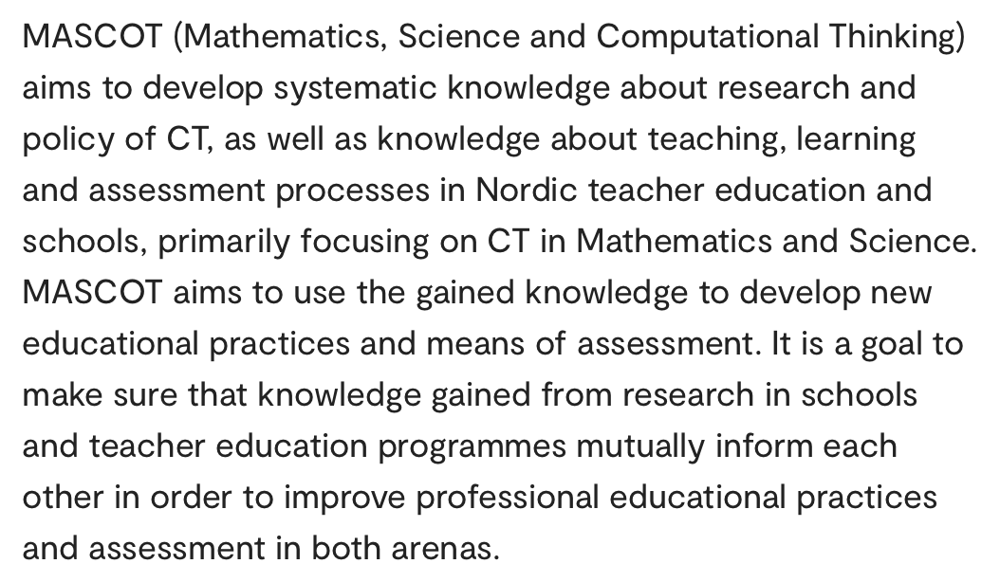 MASCOT (Mathematics, Science and Computational Thinking)
aims to develop systematic knowledge about research and
policy of CT, as well as knowledge about teaching, learning
and assessment processes in Nordic teacher education and
schools, primarily focusing on CT in Mathematics and Science.
MASCOT aims to use the gained knowledge to develop new
educational practices and means of assessment. It is a goal to
make sure that knowledge gained from research in schools
and teacher education programmes mutually inform each
other in order to improve professional educational practices
and assessment in both arenas.